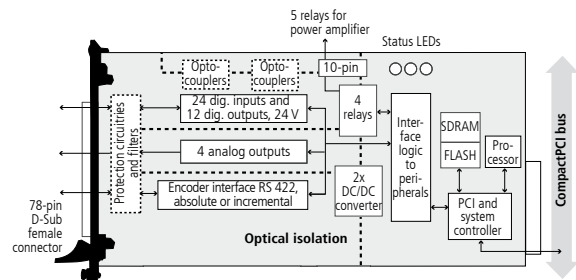 5 relays for
power amplifier
Status LEDs
Opto-
couplers
Opto-
couplers
10-pin
Protection circuitries
and filters
24 dig. inputs and
12 dig. outputs, 24 V
4
relays
4 analog outputs
Encoder interface RS 422,
absolute or incremental
2x
DC/DC
converter
Inter-
face
logic
to
peri-
pherals
SDRAM
FLASH
Pro-
cessor
PCI and
system
controller
CompactPCI bus
78-pin
D-Sub
female
connector
Optical isolation